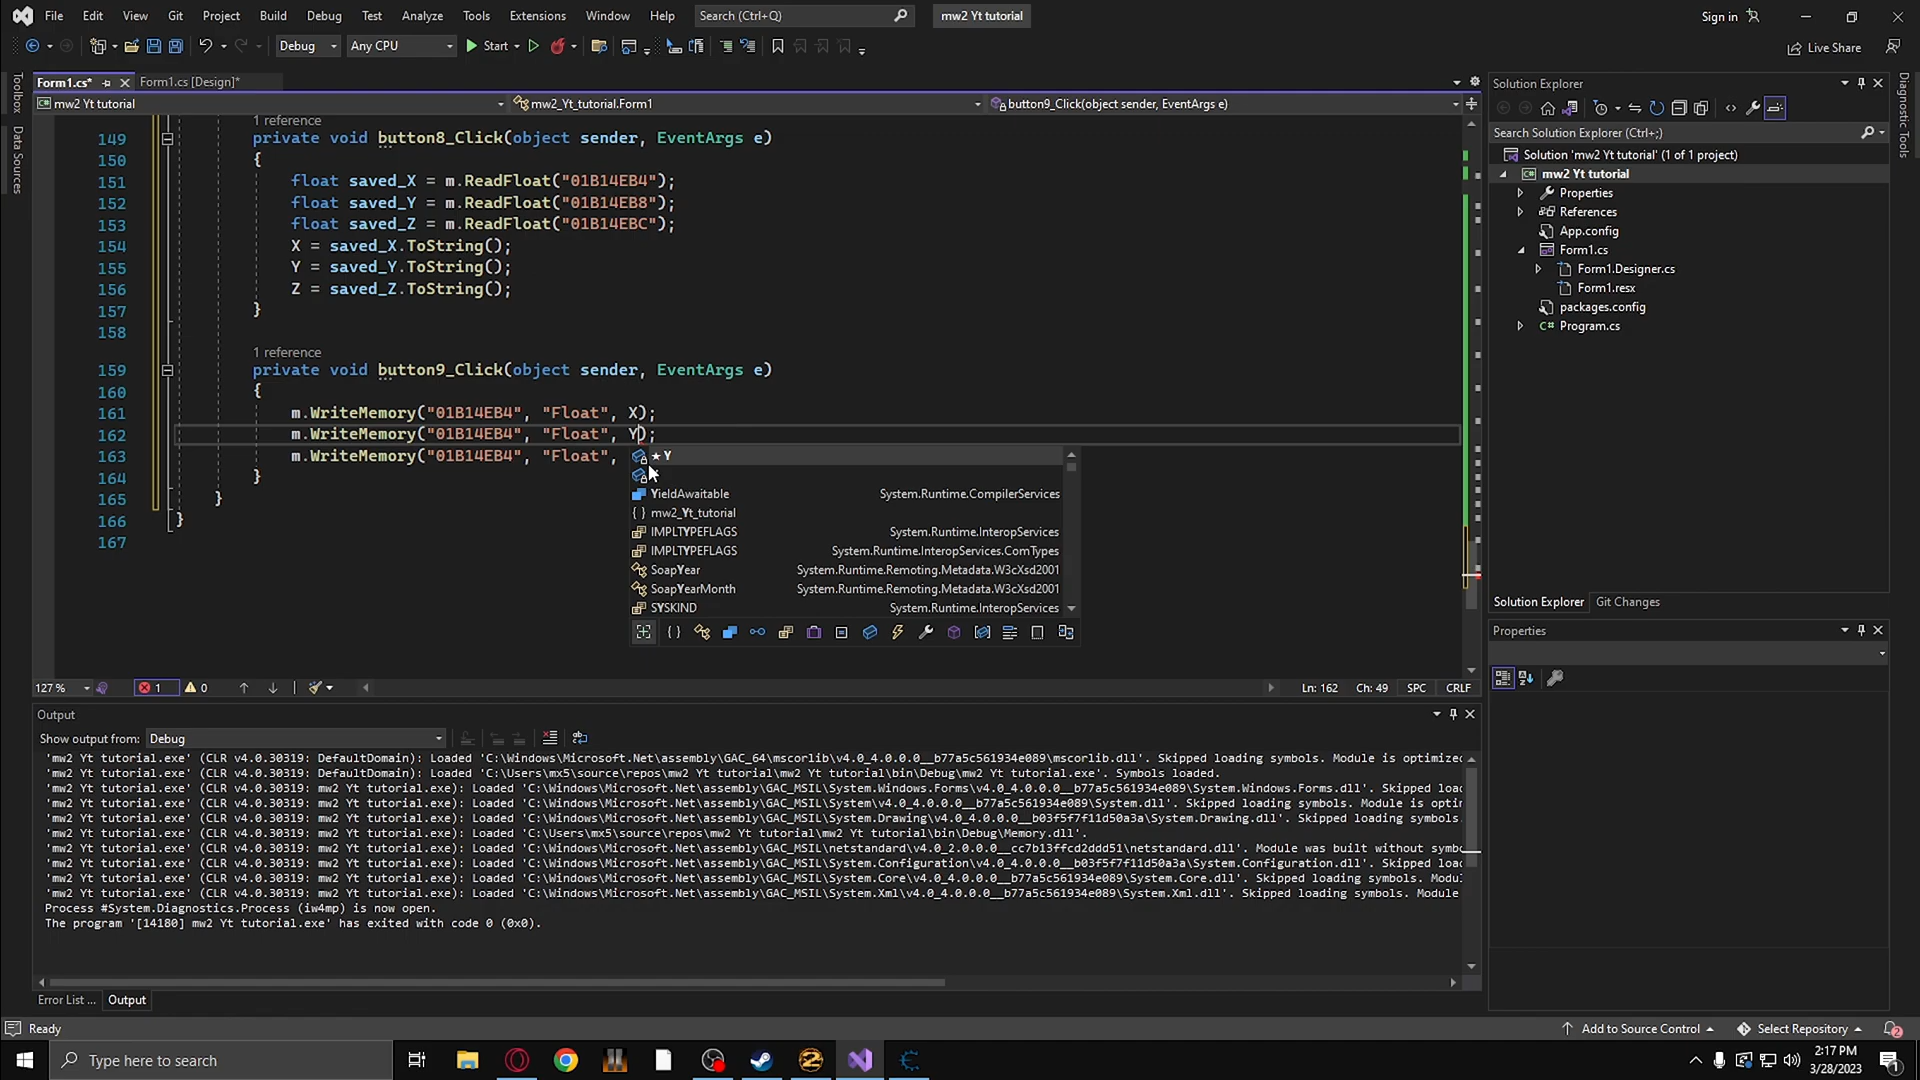 File Edit View Git Project Build Debug Test Analyze Tools Extensions Window Help Search (Ctrl+Q) mw2 Yt tutorial Sign in
Debug Any CPU Start Live Share
Toolbox
Data Sources
Form1.cs* Form1.cs [Design]*
mw2 Yt tutorial mw2_Yt_tutorial.Form1 button9_Click(object sender, EventArgs e)
1 reference
149 private void button8_Click(object sender, EventArgs e)
150 {
151 float saved_X = m.ReadFloat("01B14EB4");
152 float saved_Y = m.ReadFloat("01B14EB8");
153 float saved_Z = m.ReadFloat("01B14EBC");
154 X = saved_X.ToString();
155 Y = saved_Y.ToString();
156 Z = saved_Z.ToString();
157 }
158
1 reference
159 private void button9_Click(object sender, EventArgs e)
160 {
161 m.WriteMemory("01B14EB4", "Float", X);
162 m.WriteMemory("01B14EB4", "Float", Y);
163 m.WriteMemory("01B14EB4", "Float",
164 }
165 }
166 }
167
★ Y
YieldAwaitable System.Runtime.CompilerServices
mw2_Yt_tutorial
IMPLTYPEFLAGS System.Runtime.InteropServices
IMPLTYPEFLAGS System.Runtime.InteropServices.ComTypes
SoapYear System.Runtime.Remoting.Metadata.W3cXsd2001
SoapYearMonth System.Runtime.Remoting.Metadata.W3cXsd2001
SYSKIND System.Runtime.InteropServices
127 % 1 0 Ln: 162 Ch: 49 SPC CRLF
Output
Show output from: Debug
'mw2 Yt tutorial.exe' (CLR v4.0.30319: DefaultDomain): Loaded 'C:\Windows\Microsoft.Net\assembly\GAC_64\mscorlib\v4.0_4.0.0.0__b77a5c561934e089\mscorlib.dll'. Skipped loading symbols. Module is optimized
'mw2 Yt tutorial.exe' (CLR v4.0.30319: DefaultDomain): Loaded 'C:\Users\mx5\source\repos\mw2 Yt tutorial\mw2 Yt tutorial\bin\Debug\mw2 Yt tutorial.exe'. Symbols loaded.
'mw2 Yt tutorial.exe' (CLR v4.0.30319: mw2 Yt tutorial.exe): Loaded 'C:\Windows\Microsoft.Net\assembly\GAC_MSIL\System.Windows.Forms\v4.0_4.0.0.0__b77a5c561934e089\System.Windows.Forms.dll'. Skipped
'mw2 Yt tutorial.exe' (CLR v4.0.30319: mw2 Yt tutorial.exe): Loaded 'C:\Windows\Microsoft.Net\assembly\GAC_MSIL\System\v4.0_4.0.0.0__b77a5c561934e089\System.dll'. Skipped loading symbols. Module is
'mw2 Yt tutorial.exe' (CLR v4.0.30319: mw2 Yt tutorial.exe): Loaded 'C:\Windows\Microsoft.Net\assembly\GAC_MSIL\System.Drawing\v4.0_4.0.0.0__b03f5f7f11d50a3a\System.Drawing.dll'. Skipped loading symbols.
'mw2 Yt tutorial.exe' (CLR v4.0.30319: mw2 Yt tutorial.exe): Loaded 'C:\Users\mx5\source\repos\mw2 Yt tutorial\mw2 Yt tutorial\bin\Debug\Memory.dll'.
'mw2 Yt tutorial.exe' (CLR v4.0.30319: mw2 Yt tutorial.exe): Loaded 'C:\Windows\Microsoft.Net\assembly\GAC_MSIL\netstandard\v4.0_2.0.0.0__cc7b13ffcd2ddd51\netstandard.dll'. Module was built without
'mw2 Yt tutorial.exe' (CLR v4.0.30319: mw2 Yt tutorial.exe): Loaded 'C:\Windows\Microsoft.Net\assembly\GAC_MSIL\System.Configuration\v4.0_4.0.0.0__b03f5f7f11d50a3a\System.Configuration.dll'. Skipped
'mw2 Yt tutorial.exe' (CLR v4.0.30319: mw2 Yt tutorial.exe): Loaded 'C:\Windows\Microsoft.Net\assembly\GAC_MSIL\System.Core\v4.0_4.0.0.0__b77a5c561934e089\System.Core.dll'. Skipped loading symbols. Module
'mw2 Yt tutorial.exe' (CLR v4.0.30319: mw2 Yt tutorial.exe): Loaded 'C:\Windows\Microsoft.Net\assembly\GAC_MSIL\System.Xml\v4.0_4.0.0.0__b77a5c561934e089\System.Xml.dll'. Skipped loading symbols. Module
Process #System.Diagnostics.Process (iw4mp) is now open.
The program '[14180] mw2 Yt tutorial.exe' has exited with code 0 (0x0).
Error List ... Output
Solution Explorer
Search Solution Explorer (Ctrl+;)
Solution 'mw2 Yt tutorial' (1 of 1 project)
mw2 Yt tutorial
Properties
References
App.config
Form1.cs
Form1.Designer.cs
Form1.resx
packages.config
Program.cs
Solution Explorer Git Changes
Properties
Diagnostic Tools
Ready Add to Source Control Select Repository 2
Type here to search 2:17 PM
3/28/2023 1